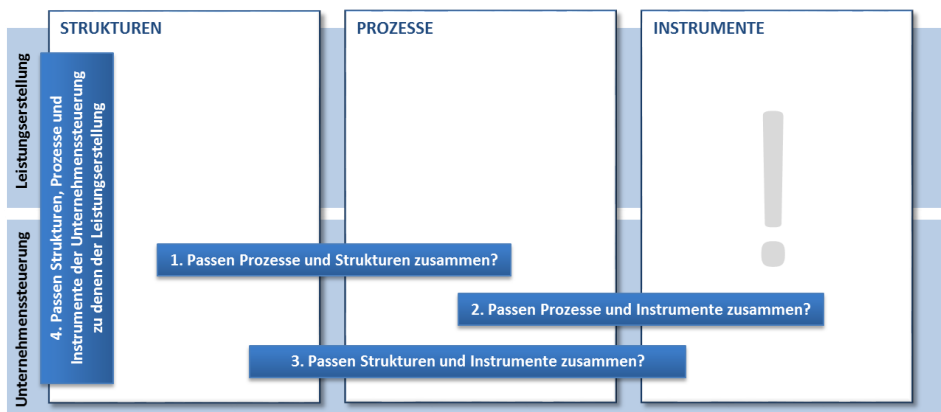 STRUKTUREN
PROZESSE
INSTRUMENTE
Leistungserstellung
Unternehmenssteuerung
4. Passen Strukturen, Prozesse und
Instrumente der Unternehmenssteuerung
zu denen der Leistungserstellung
!
1. Passen Prozesse und Strukturen zusammen?
2. Passen Prozesse und Instrumente zusammen?
3. Passen Strukturen und Instrumente zusammen?